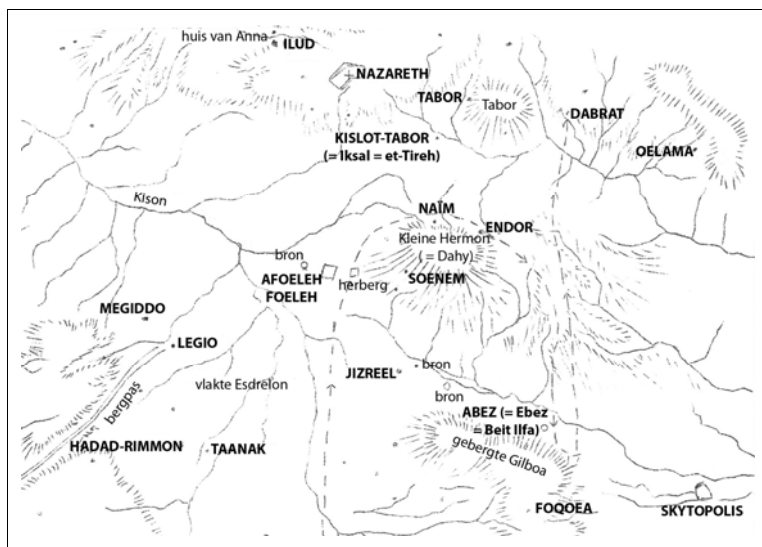 huis van Anna
ILUD
NAZARETH
TABOR
Tabor
DABRAT
KISLOT-TABOR
(= Iksal = et-Tireh)
OELAMA
Kison
NAÏM
ENDOR
Kleine Hermon
(= Dahy)
bron
AFOELEH
FOELEH
herberg
SOENEM
MEGIDDO
LEGIO
JIZREEL
bron
bron
vlakte Esdrelon
bergpas
ABEZ (= Ebez
= Beit Ilfa)
HADAD-RIMMON
TAANAK
gebergte Gilboa
FOQOEA
SKYTOPOLIS